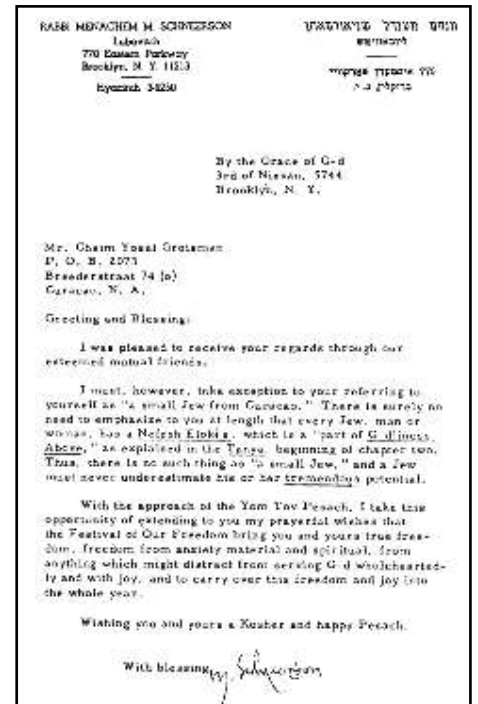 RABBI MENACHEM M. SCHNEERSON
Lubavitch
770 Eastern Parkway
Brooklyn, N. Y. 11213
HYacinth 3-9250
מנחם מענדל שניאורסאהן
ליובאוויטש
770 איסטערן פארקוויי
ברוקלין, נ. י.
By the Grace of G-d
3rd of Nissan, 5744
Brooklyn, N. Y.
Mr. Chaim Yosef Groisman
P. O. B. 2073
Breederstraat 74 (o)
Curacao, N. A.
Greeting and Blessing:
I was pleased to receive your regards through our
esteemed mutual friends.
I must, however, take exception to your referring to
yourself as "a small Jew from Curacao." There is surely no
need to emphasize to you at length that every Jew, man or
woman, has a Nefesh Elokis, which is a "part of G-dliness
Above," as explained in the Tanya, beginning of chapter two.
Thus, there is no such thing as "a small Jew," and a Jew
must never underestimate his or her tremendous potential.
With the approach of the Yom Tov Pesach, I take this
opportunity of extending to you my prayerful wishes that
the Festival of Our Freedom bring you and yours true free-
dom, freedom from anxiety material and spiritual, from
anything which might distract from serving G-d wholehearted-
ly and with joy, and to carry over this freedom and joy into
the whole year.
Wishing you and yours a Kosher and happy Pesach.
With blessing, M. Schneerson